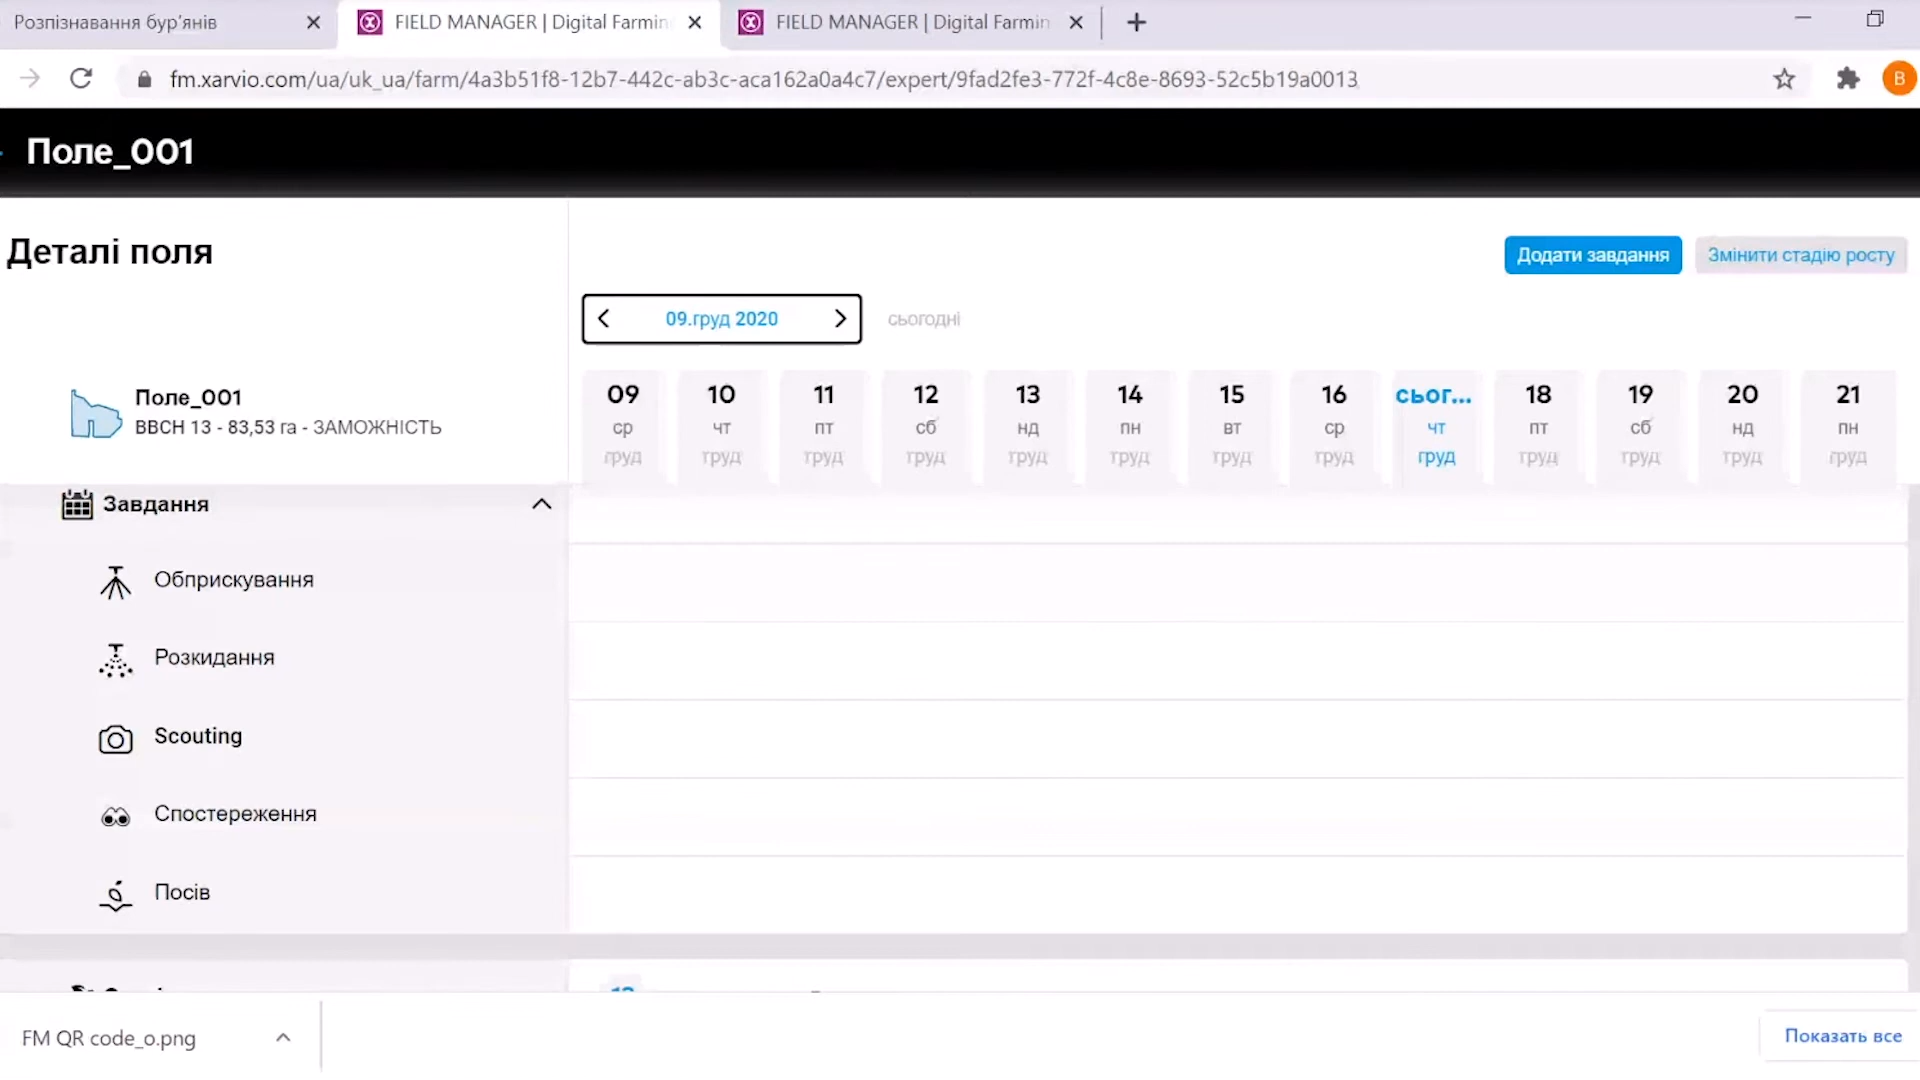 Розпізнавання бур'янів
FIELD MANAGER | Digital Farmin
FIELD MANAGER | Digital Farmin
fm.xarvio.com/ua/uk_ua/farm/4a3b51f8-12b7-442c-ab3c-aca162a0a4c7/expert/9fad2fe3-772f-4c8e-8693-52c5b19a0013
B
Поле_001
Деталі поля
Додати завдання
Змінити стадію росту
09.груд 2020
сьогодні
09 10 11 12 13 14 15 16 сьог... 18 19 20 21
ср чт пт сб нд пн вт ср чт пт сб нд пн
груд груд груд груд груд груд груд груд груд груд груд груд груд
Поле_001
ВВСН 13 - 83,53 га - ЗАМОЖНІСТЬ
Завдання
Обприскування
Розкидання
Scouting
Спостереження
Посів
FM QR code_o.png
Показать все